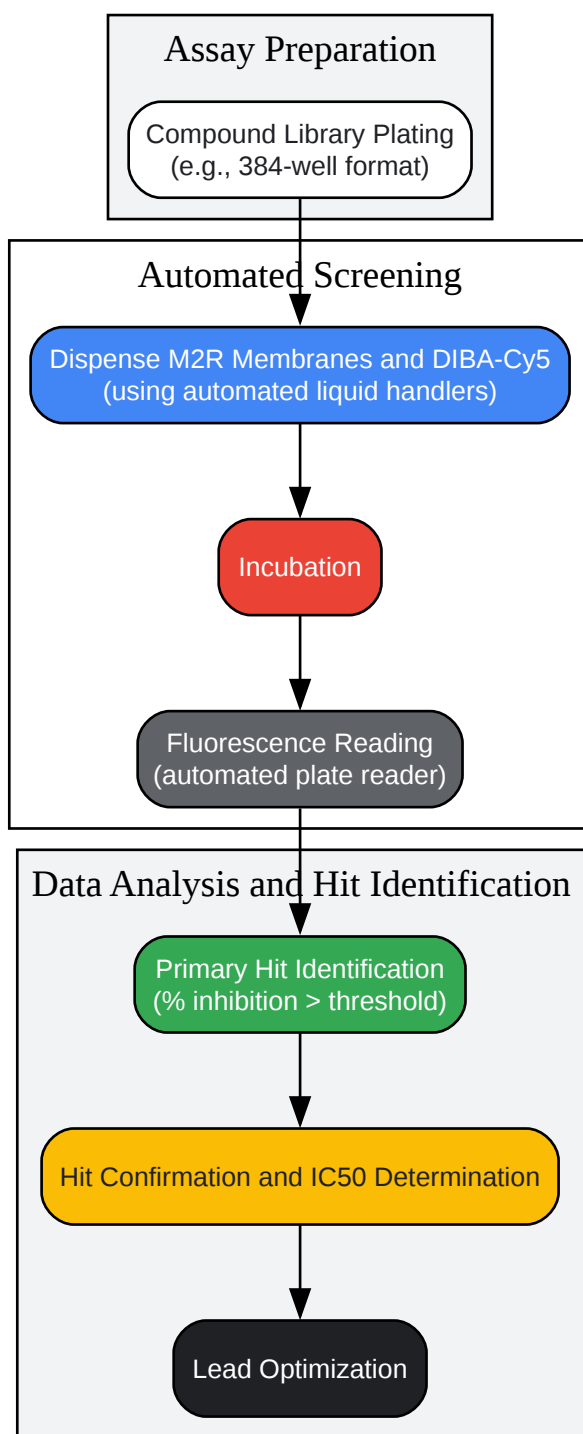 Assay Preparation
Compound Library Plating
(e.g., 384-well format)
Automated Screening
Dispense M2R Membranes and DIBA-Cy5
(using automated liquid handlers)
Incubation
Fluorescence Reading
(automated plate reader)
Data Analysis and Hit Identification
Primary Hit Identification
(% inhibition > threshold)
Hit Confirmation and IC50 Determination
Lead Optimization